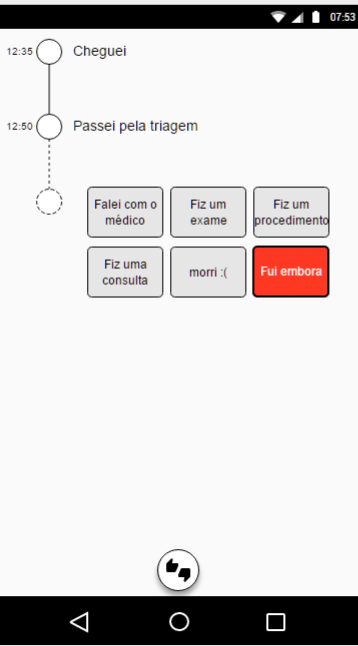 07:53
12:35 Cheguei
12:50 Passei pela triagem
Falei com o
médico
Fiz um
exame
Fiz um
procedimento
Fiz uma
consulta
morri :(
Fui embora